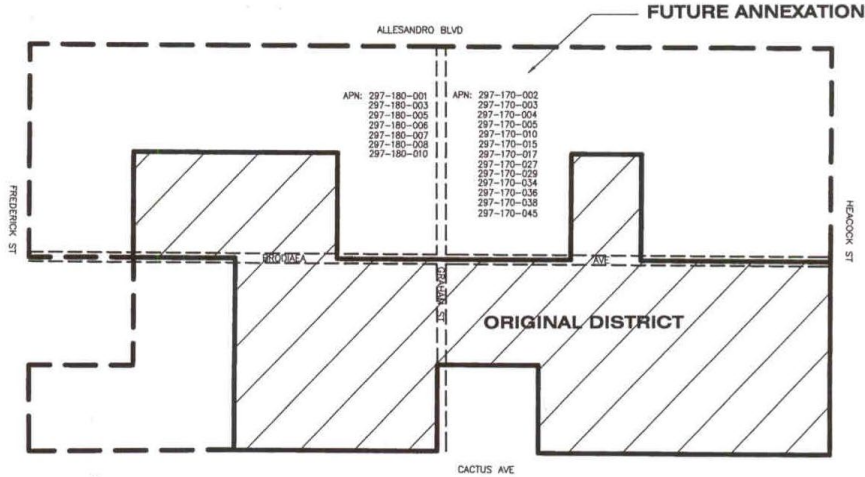 FUTURE ANNEXATION
ALLESANDRO BLVD
APN: 297-180-001
297-180-003
297-180-005
297-180-006
297-180-007
297-180-008
297-180-010
APN: 297-170-002
297-170-003
297-170-004
297-170-005
297-170-010
297-170-015
297-170-017
297-170-027
297-170-029
297-170-034
297-170-036
297-170-038
297-170-045
FREDERICK ST
HEACOCK ST
BRODIAEA
AVE
GRAHAM ST
ORIGINAL DISTRICT
CACTUS AVE